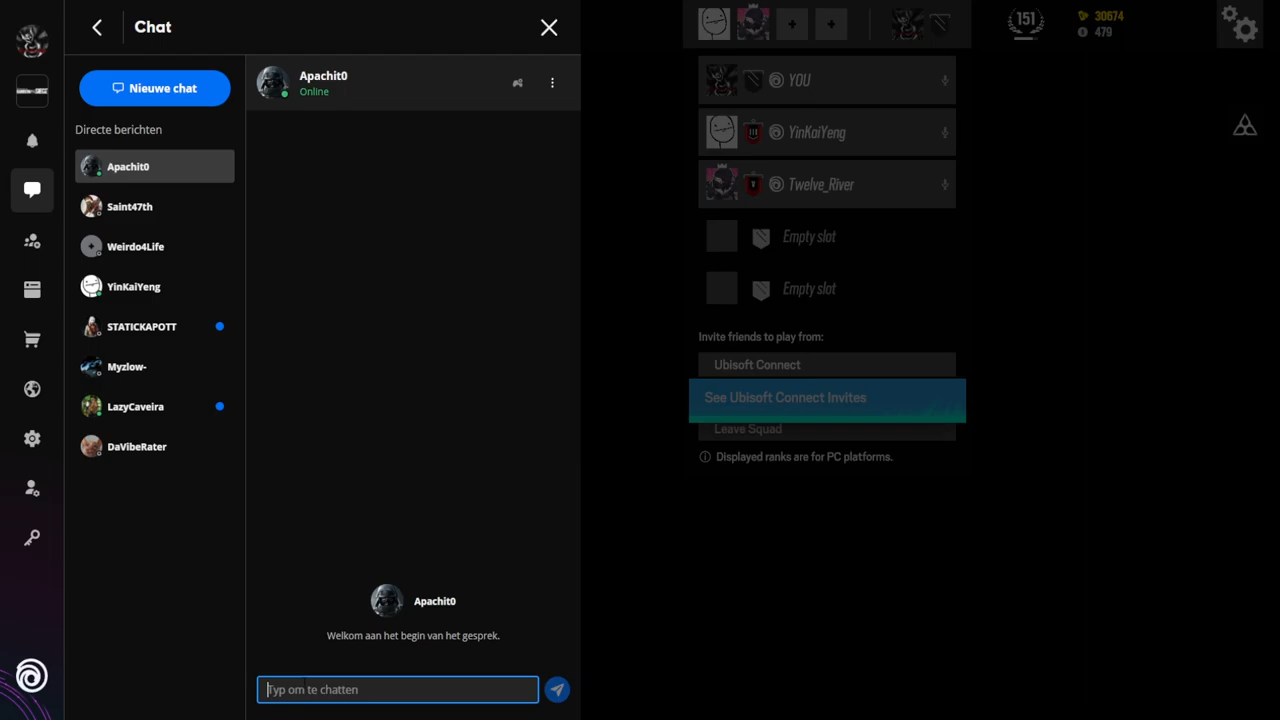 Chat
Nieuwe chat
Directe berichten
Apachit0
Saint47th
Weirdo4Life
YinKaiYeng
STATICKAPOTT
Myzlow-
LazyCaveira
DaVibeRater
Apachit0
Online
Apachit0
Welkom aan het begin van het gesprek.
Typ om te chatten
151
30674
479
YOU
YinKaiYeng
Twelve_River
Empty slot
Empty slot
Invite friends to play from:
Ubisoft Connect
See Ubisoft Connect Invites
Leave Squad
Displayed ranks are for PC platforms.